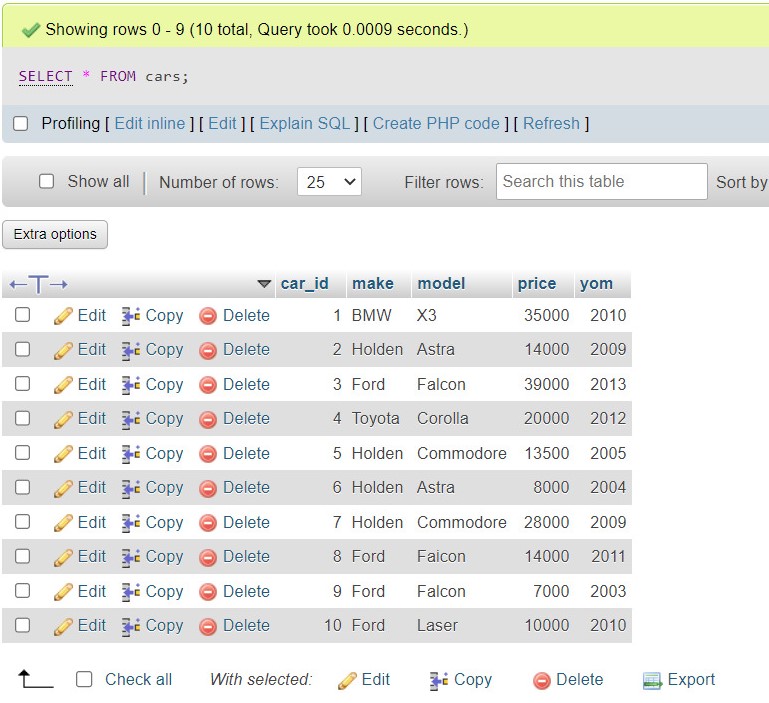 Showing rows 0 - 9 (10 total, Query took 0.0009 seconds.)
SELECT * FROM cars;
Profiling [ Edit inline ] [ Edit ] [ Explain SQL ] [ Create PHP code ] [ Refresh ]
Show all Number of rows: 25 Filter rows: Search this table Sort by
Extra options
car_id make model price yom
Edit Copy Delete 1 BMW X3 35000 2010
Edit Copy Delete 2 Holden Astra 14000 2009
Edit Copy Delete 3 Ford Falcon 39000 2013
Edit Copy Delete 4 Toyota Corolla 20000 2012
Edit Copy Delete 5 Holden Commodore 13500 2005
Edit Copy Delete 6 Holden Astra 8000 2004
Edit Copy Delete 7 Holden Commodore 28000 2009
Edit Copy Delete 8 Ford Faicon 14000 2011
Edit Copy Delete 9 Ford Falcon 7000 2003
Edit Copy Delete 10 Ford Laser 10000 2010
Check all With selected: Edit Copy Delete Export